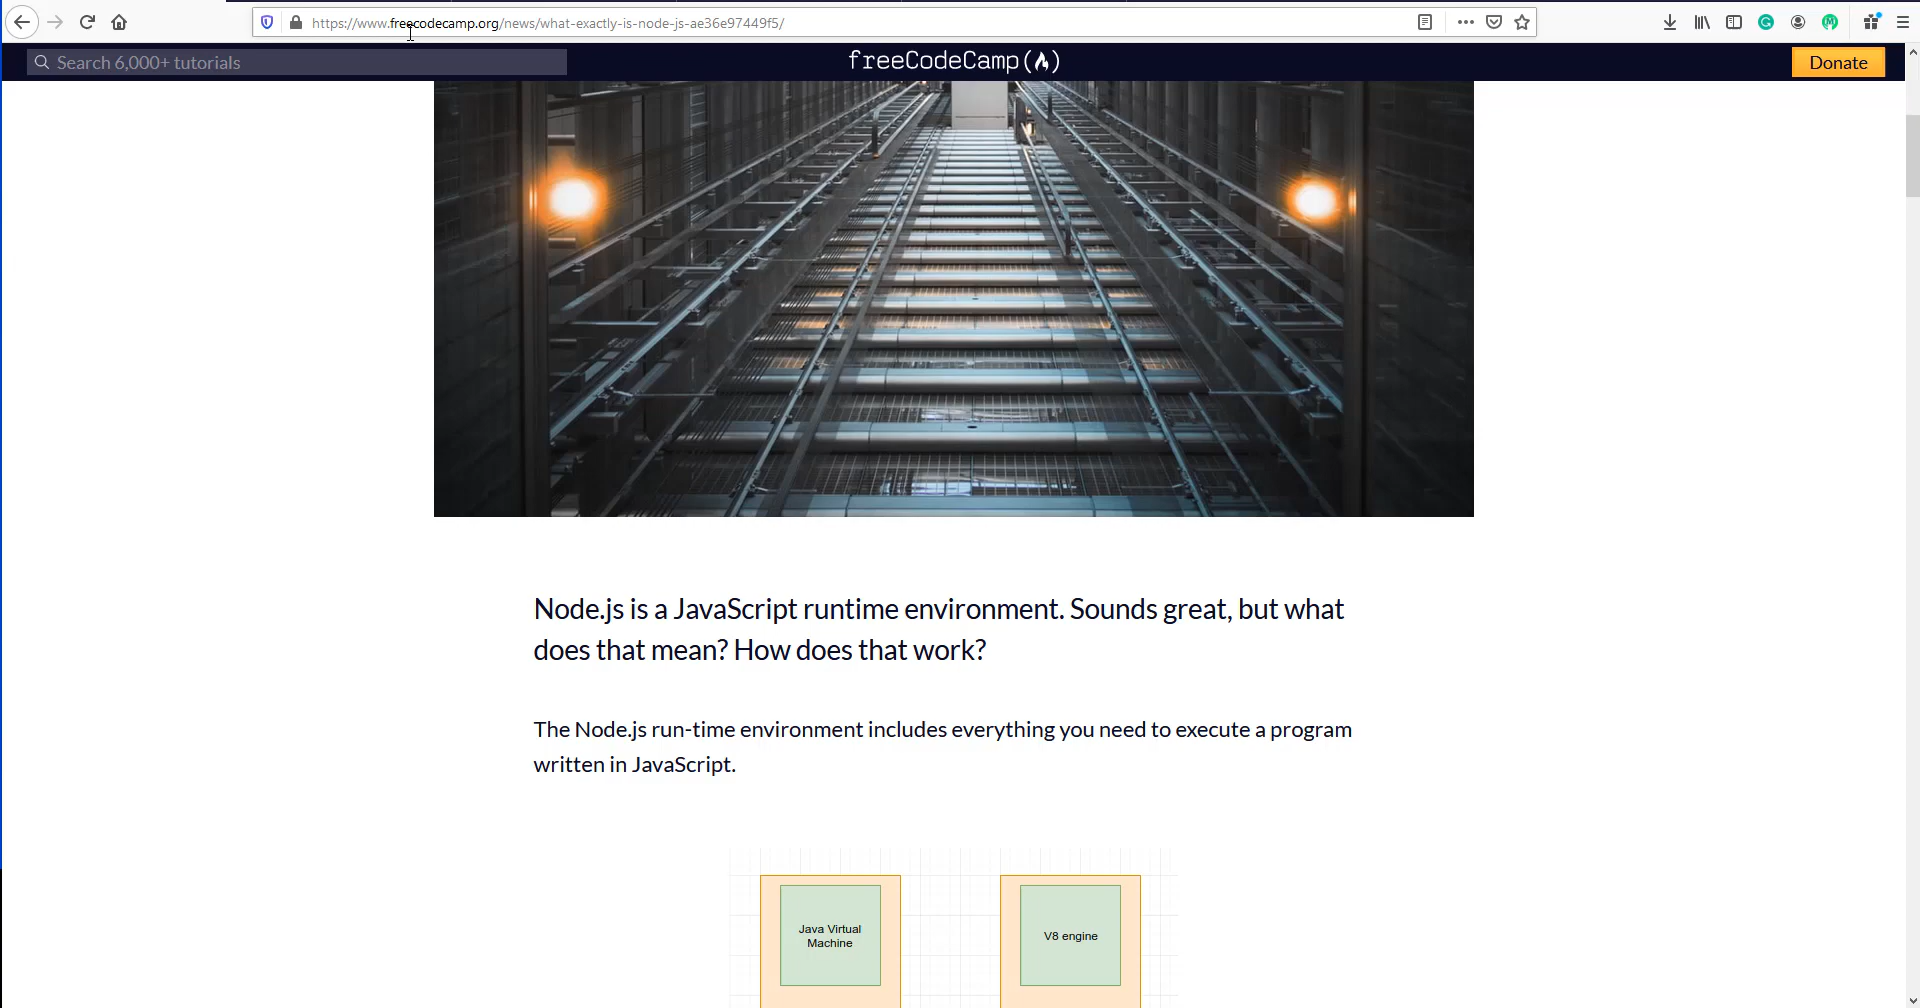 https://www.freecodecamp.org/news/what-exactly-is-node-js-ae36e97449f5/
Search 6,000+ tutorials
freeCodeCamp(🔥)
Donate
Node.js is a JavaScript runtime environment. Sounds great, but what
does that mean? How does that work?
The Node.js run-time environment includes everything you need to execute a program
written in JavaScript.
Java Virtual
Machine
V8 engine